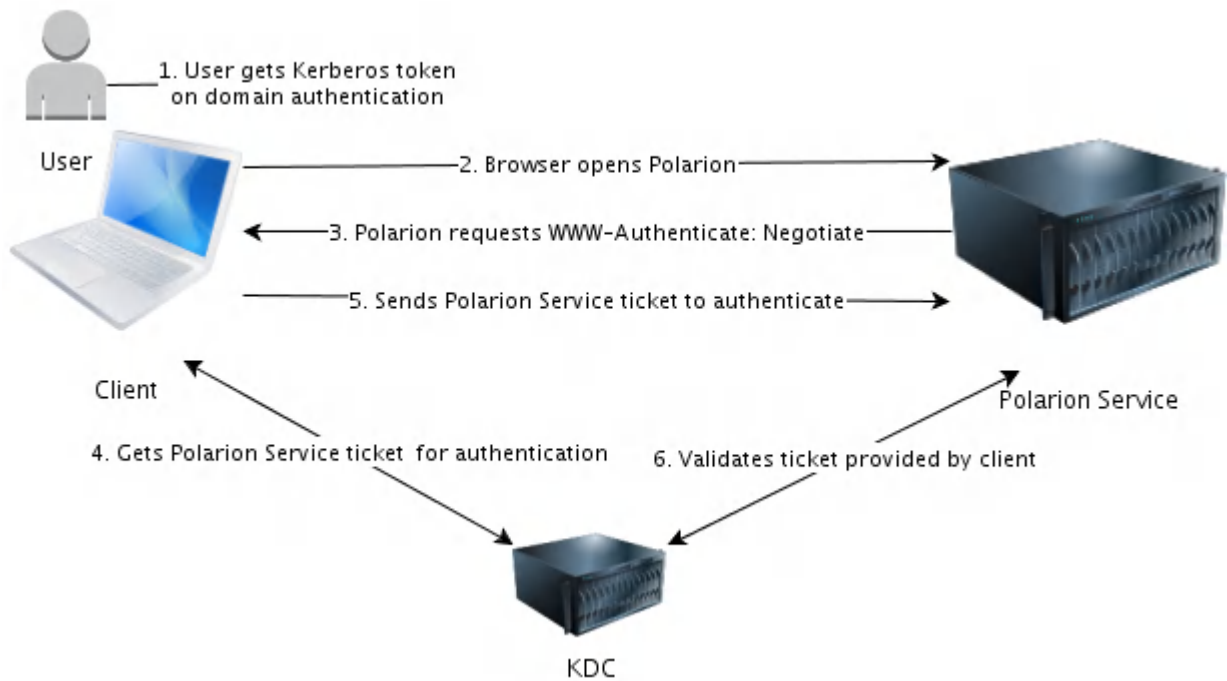 1. User gets Kerberos token
on domain authentication
User
2. Browser opens Polarion
3. Polarion requests WWW-Authenticate: Negotiate
5. Sends Polarion Service ticket to authenticate
Client
Polarion Service
4. Gets Polarion Service ticket for authentication
6. Validates ticket provided by client
KDC